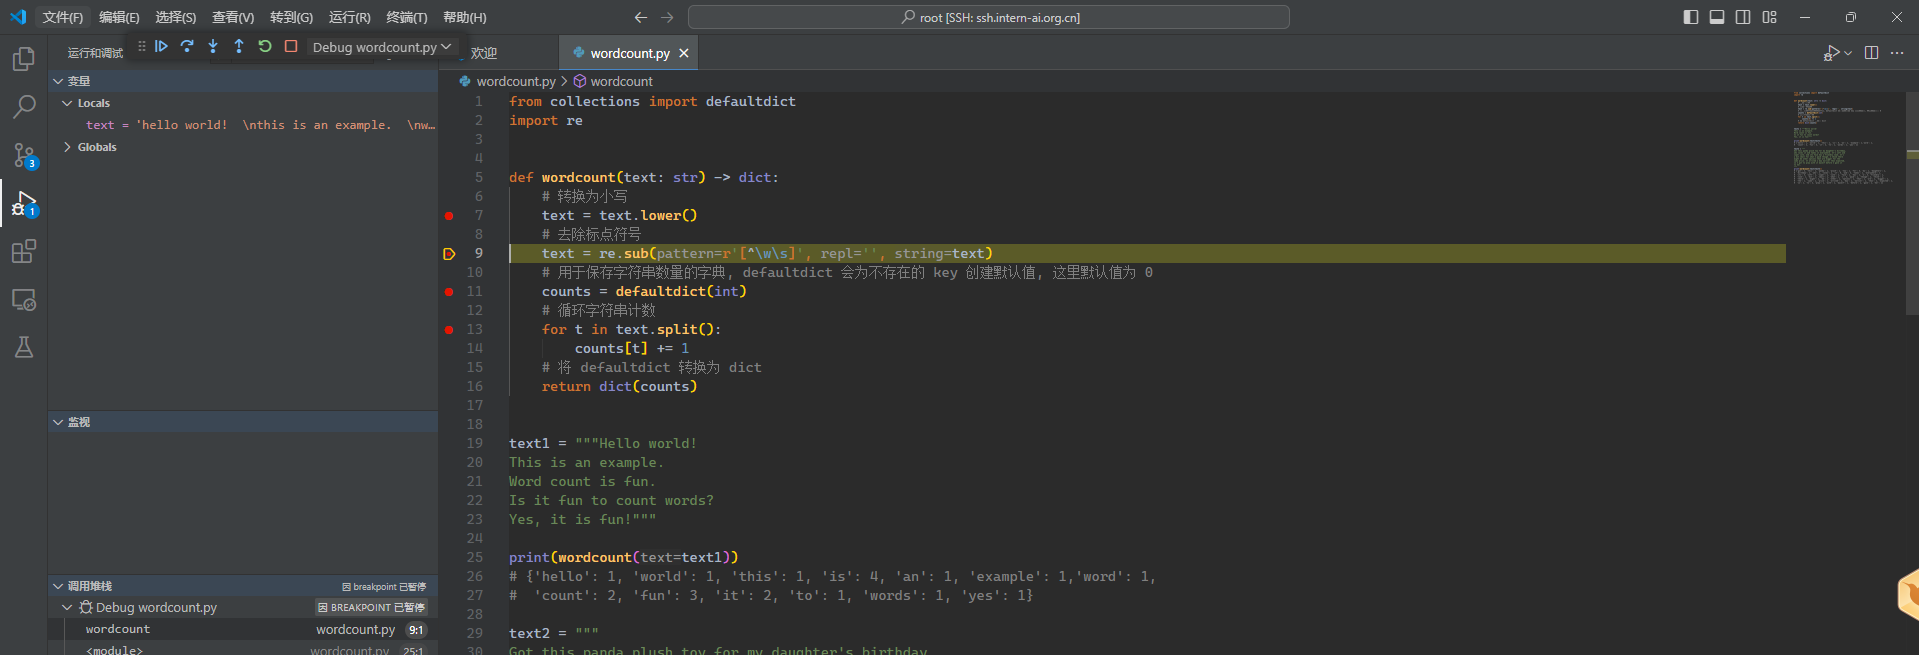 文件(F) 编辑(E) 选择(S) 查看(V) 转到(G) 运行(R) 终端(T) 帮助(H)
root [SSH: ssh.intern-ai.org.cn]
运行和调试
Debug wordcount.py
欢迎
wordcount.py
wordcount.py > wordcount
变量
Locals
text = 'hello world!  \nthis is an example.  \nw…
Globals
监视
调用堆栈
因 breakpoint 已暂停
Debug wordcount.py
因 BREAKPOINT 已暂停
wordcount wordcount.py 9:1
<module> wordcount.py 25:1
3
1
1 from collections import defaultdict
2 import re
3
4
5 def wordcount(text: str) -> dict:
6     # 转换为小写
7     text = text.lower()
8     # 去除标点符号
9     text = re.sub(pattern=r'[^\w\s]', repl='', string=text)
10     # 用于保存字符串数量的字典, defaultdict 会为不存在的 key 创建默认值, 这里默认值为 0
11     counts = defaultdict(int)
12     # 循环字符串计数
13     for t in text.split():
14         counts[t] += 1
15     # 将 defaultdict 转换为 dict
16     return dict(counts)
17
18
19 text1 = """Hello world!
20 This is an example.
21 Word count is fun.
22 Is it fun to count words?
23 Yes, it is fun!"""
24
25 print(wordcount(text=text1))
26 # {'hello': 1, 'world': 1, 'this': 1, 'is': 4, 'an': 1, 'example': 1,'word': 1,
27 #  'count': 2, 'fun': 3, 'it': 2, 'to': 1, 'words': 1, 'yes': 1}
28
29 text2 = """
30 Got this panda plush toy for my daughter's birthday